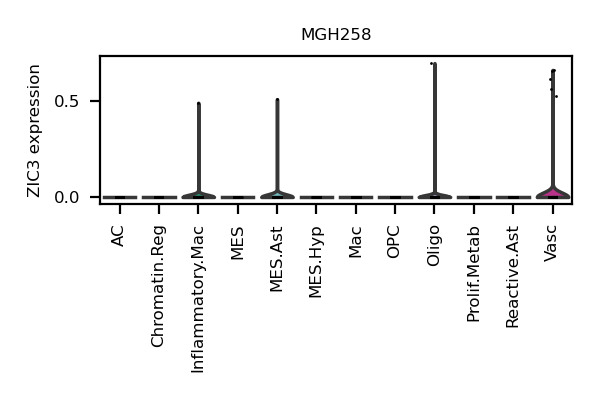 MGH258
ZIC3 expression
0.5
0.0
AC
Chromatin.Reg
Inflammatory.Mac
MES
MES.Ast
MES.Hyp
Mac
OPC
Oligo
Prolif.Metab
Reactive.Ast
Vasc